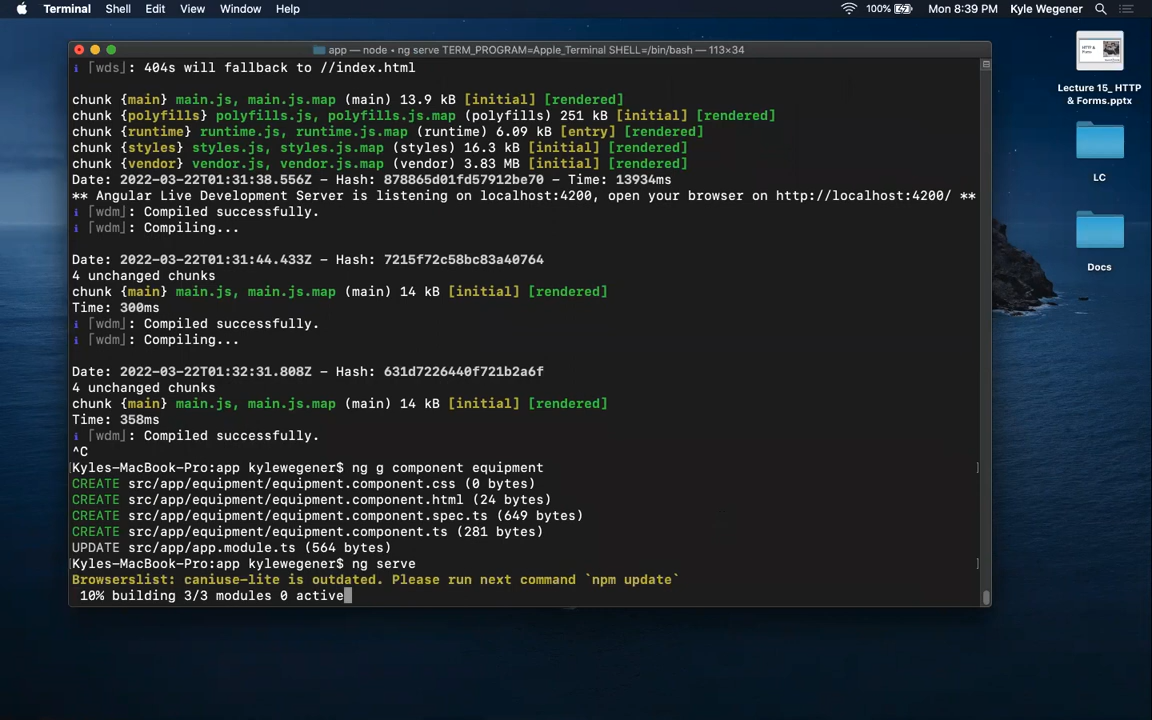 Terminal Shell Edit View Window Help 100% Mon 8:39 PM Kyle Wegener
app — node • ng serve TERM_PROGRAM=Apple_Terminal SHELL=/bin/bash — 113×34
ℹ ｢wds｣: 404s will fallback to //index.html
chunk {main} main.js, main.js.map (main) 13.9 kB [initial] [rendered]
chunk {polyfills} polyfills.js, polyfills.js.map (polyfills) 251 kB [initial] [rendered]
chunk {runtime} runtime.js, runtime.js.map (runtime) 6.09 kB [entry] [rendered]
chunk {styles} styles.js, styles.js.map (styles) 16.3 kB [initial] [rendered]
chunk {vendor} vendor.js, vendor.js.map (vendor) 3.83 MB [initial] [rendered]
Date: 2022-03-22T01:31:38.556Z - Hash: 878865d01fd57912be70 - Time: 13934ms
** Angular Live Development Server is listening on localhost:4200, open your browser on http://localhost:4200/ **
ℹ ｢wdm｣: Compiled successfully.
ℹ ｢wdm｣: Compiling...
Date: 2022-03-22T01:31:44.433Z - Hash: 7215f72c58bc83a40764
4 unchanged chunks
chunk {main} main.js, main.js.map (main) 14 kB [initial] [rendered]
Time: 300ms
ℹ ｢wdm｣: Compiled successfully.
ℹ ｢wdm｣: Compiling...
Date: 2022-03-22T01:32:31.808Z - Hash: 631d7226440f721b2a6f
4 unchanged chunks
chunk {main} main.js, main.js.map (main) 14 kB [initial] [rendered]
Time: 358ms
ℹ ｢wdm｣: Compiled successfully.
^C
[Kyles-MacBook-Pro:app kylewegener$ ng g component equipment ]
CREATE src/app/equipment/equipment.component.css (0 bytes)
CREATE src/app/equipment/equipment.component.html (24 bytes)
CREATE src/app/equipment/equipment.component.spec.ts (649 bytes)
CREATE src/app/equipment/equipment.component.ts (281 bytes)
UPDATE src/app/app.module.ts (564 bytes)
[Kyles-MacBook-Pro:app kylewegener$ ng serve ]
Browserslist: caniuse-lite is outdated. Please run next command `npm update`
10% building 3/3 modules 0 active
Lecture 15_ HTTP
& Forms.pptx
LC
Docs